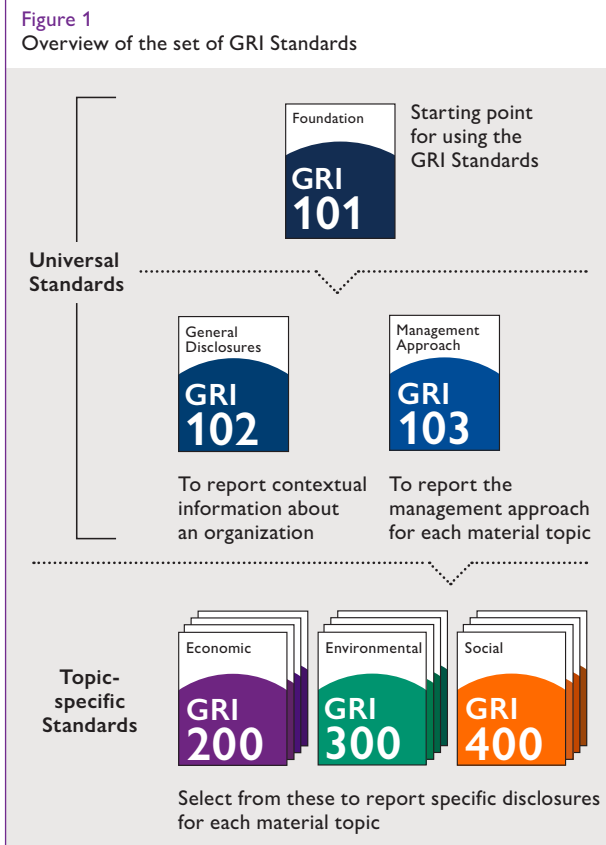 Figure 1
Overview of the set of GRI Standards
Foundation
GRI
101
Starting point
for using the
GRI Standards
Universal
Standards
General
Disclosures
GRI
102
Management
Approach
GRI
103
To report contextual
information about
an organization
To report the
management approach
for each material topic
Topic-
specific
Standards
Economic
GRI
200
Environmental
GRI
300
Social
GRI
400
Select from these to report specific disclosures
for each material topic